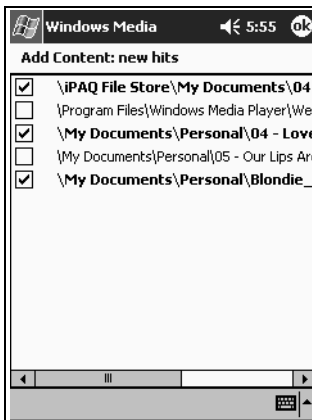 Windows Media 5:55 ok
Add Content: new hits
\iPAQ File Store\My Documents\04
\Program Files\Windows Media Player\We
\My Documents\Personal\04 - Love
\My Documents\Personal\05 - Our Lips Are
\My Documents\Personal\Blondie_